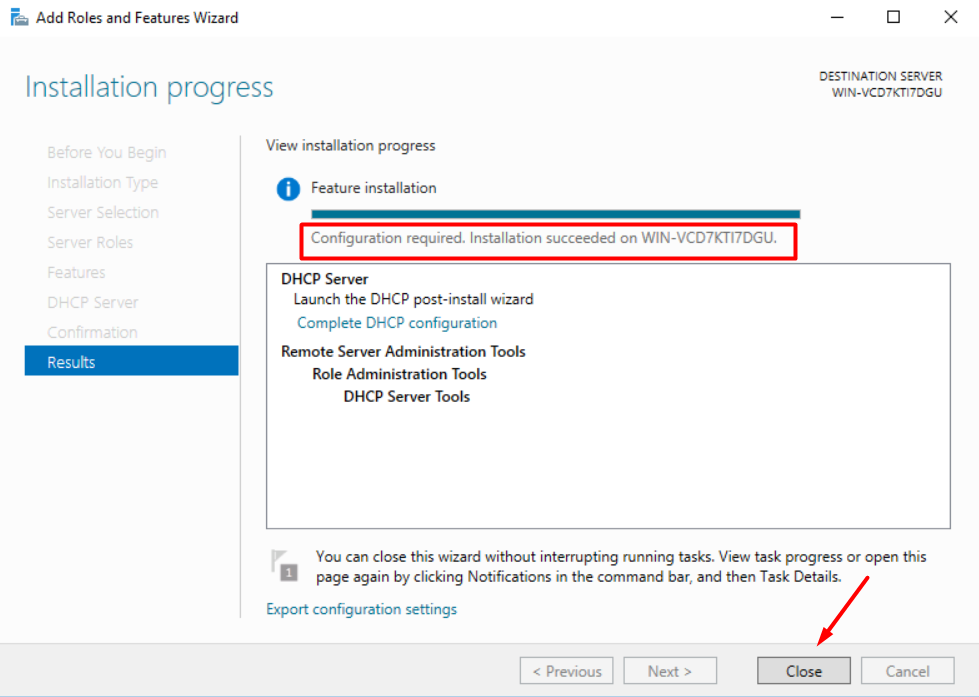 Add Roles and Features Wizard
Installation progress
DESTINATION SERVER
WIN-VCD7KTI7DGU
Before You Begin
Installation Type
Server Selection
Server Roles
Features
DHCP Server
Confirmation
Results
View installation progress
Feature installation
Configuration required. Installation succeeded on WIN-VCD7KTI7DGU.
DHCP Server
Launch the DHCP post-install wizard
Complete DHCP configuration
Remote Server Administration Tools
Role Administration Tools
DHCP Server Tools
1
You can close this wizard without interrupting running tasks. View task progress or open this
page again by clicking Notifications in the command bar, and then Task Details.
Export configuration settings
< Previous
Next >
Close
Cancel